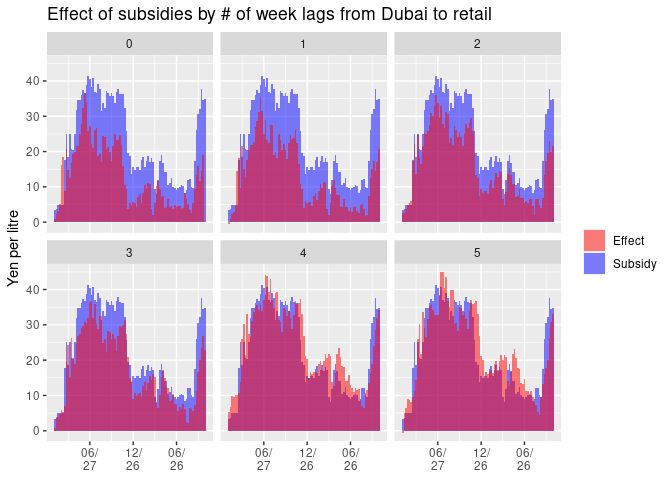 Effect of subsidies by # of week lags from Dubai to retail
0 1 2
40
30
20
10
0
3 4 5
40
30
20
10
0
06/ 12/ 06/ 06/ 12/ 06/ 06/ 12/ 06/
27 26 26 27 26 26 27 26 26
Yen per litre
Effect
Subsidy